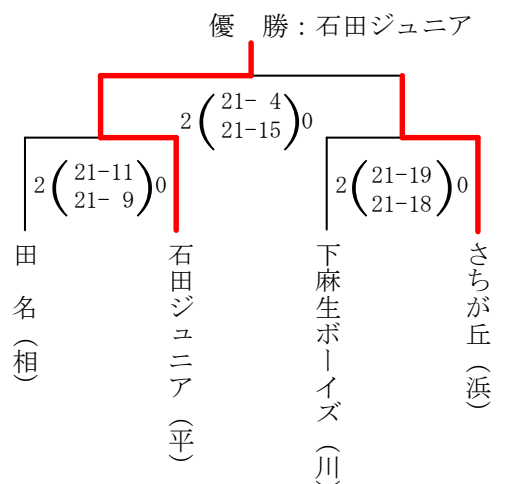 優　勝：石田ジュニア
2 ( 21- 4
21-15 ) 0
2 ( 21-11
21- 9 ) 0
2 ( 21-19
21-18 ) 0
田　名（相）
石田ジュニア（平）
下麻生ボーイズ（川）
さちが丘（浜）